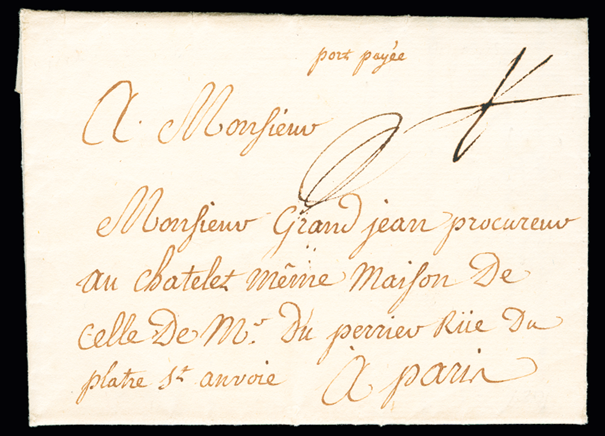 port payée
A. Monsieur
Monsieur Grand jean procureur
au chatelet même Maison De
celle De Mr. Du perrier Rüe Du
platre st anvoie À paris